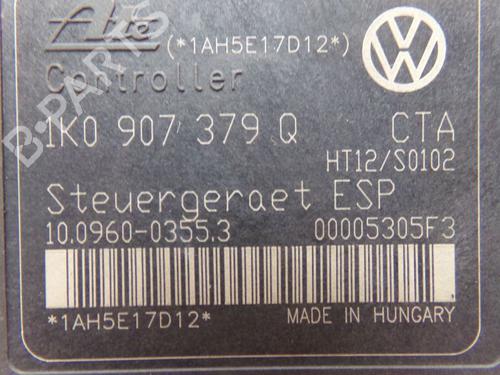 Ate (*1AH5E17D12*)
Controller
1K0 907 379 Q CTA
HT12/S0102
Steuergeraet ESP
10.0960-0355.3 00005305F3
*1AH5E17D12* MADE IN HUNGARY
B-PARTS